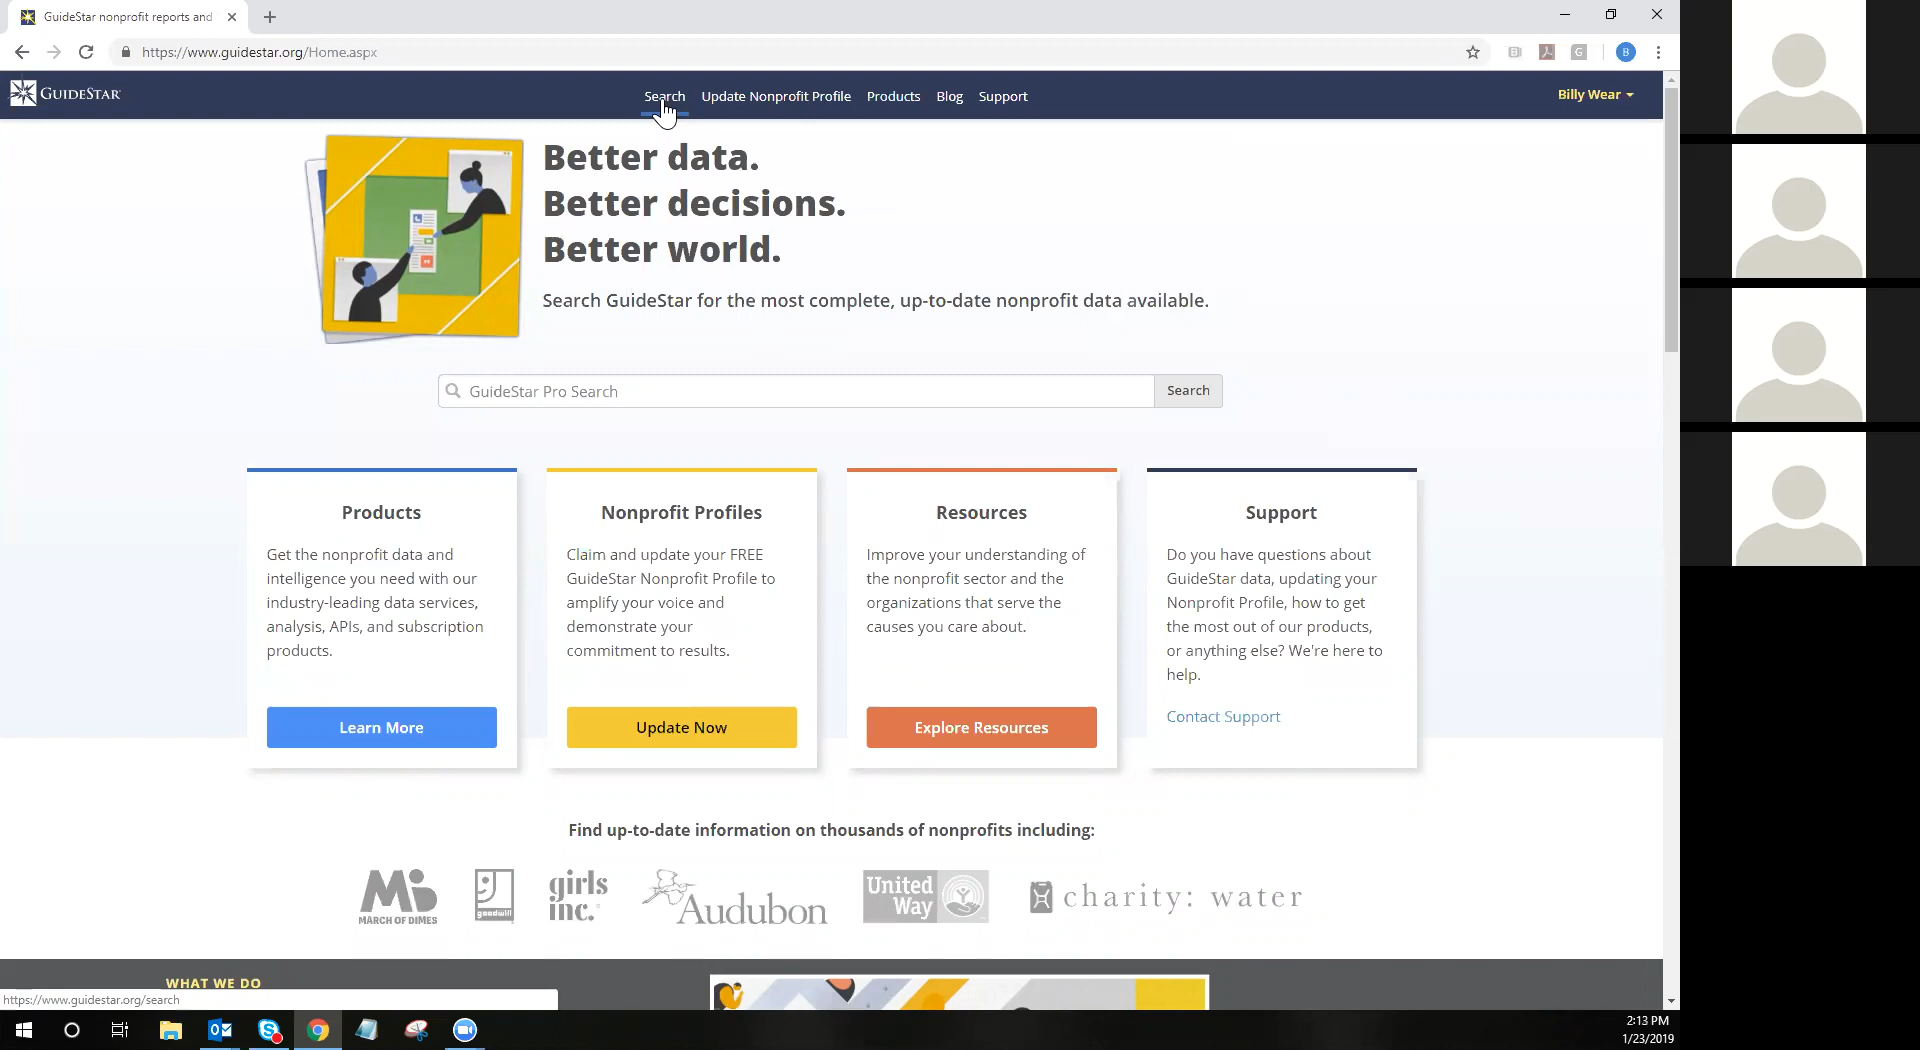 GuideStar nonprofit reports and
https://www.guidestar.org/Home.aspx
B
GUIDESTAR
Search
Update Nonprofit Profile
Products
Blog
Support
Billy Wear
Better data.
Better decisions.
Better world.
Search GuideStar for the most complete, up-to-date nonprofit data available.
GuideStar Pro Search
Search
Products
Get the nonprofit data and
intelligence you need with our
industry-leading data services,
analysis, APIs, and subscription
products.
Learn More
Nonprofit Profiles
Claim and update your FREE
GuideStar Nonprofit Profile to
amplify your voice and
demonstrate your
commitment to results.
Update Now
Resources
Improve your understanding of
the nonprofit sector and the
organizations that serve the
causes you care about.
Explore Resources
Support
Do you have questions about
GuideStar data, updating your
Nonprofit Profile, how to get
the most out of our products,
or anything else? We're here to
help.
Contact Support
Find up-to-date information on thousands of nonprofits including:
MARCH OF DIMES
goodwill
girls
inc.
Audubon
United
Way
charity: water
WHAT WE DO
https://www.guidestar.org/search
2:13 PM
1/23/2019